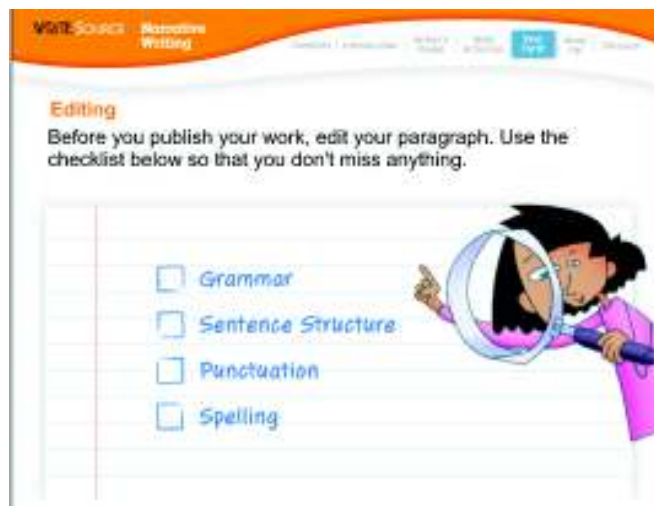 WRITE SOURCE Narrative
Writing
Editing
Before you publish your work, edit your paragraph. Use the
checklist below so that you don't miss anything.
Grammar
Sentence Structure
Punctuation
Spelling